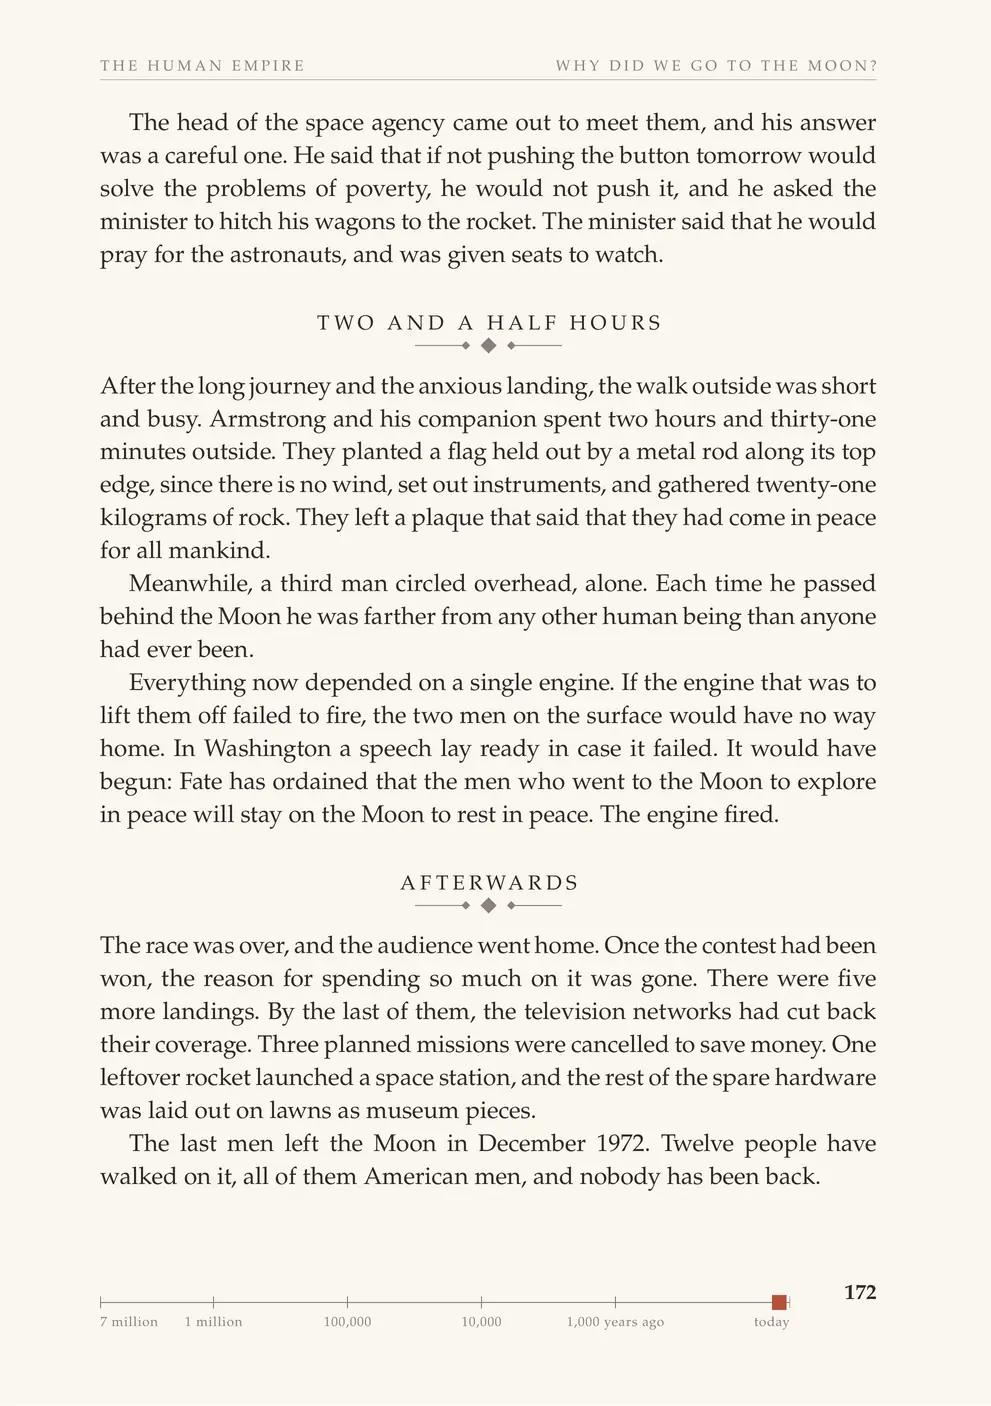 THE HUMAN EMPIRE
WHY DID WE GO TO THE MOON?
The head of the space agency came out to meet them, and his answer
was a careful one. He said that if not pushing the button tomorrow would
solve the problems of poverty, he would not push it, and he asked the
minister to hitch his wagons to the rocket. The minister said that he would
pray for the astronauts, and was given seats to watch.
TWO AND A HALF HOURS
After the long journey and the anxious landing, the walk outside was short
and busy. Armstrong and his companion spent two hours and thirty-one
minutes outside. They planted a flag held out by a metal rod along its top
edge, since there is no wind, set out instruments, and gathered twenty-one
kilograms of rock. They left a plaque that said that they had come in peace
for all mankind.
Meanwhile, a third man circled overhead, alone. Each time he passed
behind the Moon he was farther from any other human being than anyone
had ever been.
Everything now depended on a single engine. If the engine that was to
lift them off failed to fire, the two men on the surface would have no way
home. In Washington a speech lay ready in case it failed. It would have
begun: Fate has ordained that the men who went to the Moon to explore
in peace will stay on the Moon to rest in peace. The engine fired.
AFTERWARDS
The race was over, and the audience went home. Once the contest had been
won, the reason for spending so much on it was gone. There were five
more landings. By the last of them, the television networks had cut back
their coverage. Three planned missions were cancelled to save money. One
leftover rocket launched a space station, and the rest of the spare hardware
was laid out on lawns as museum pieces.
The last men left the Moon in December 1972. Twelve people have
walked on it, all of them American men, and nobody has been back.
172
7 million 1 million 100,000 10,000 1,000 years ago today